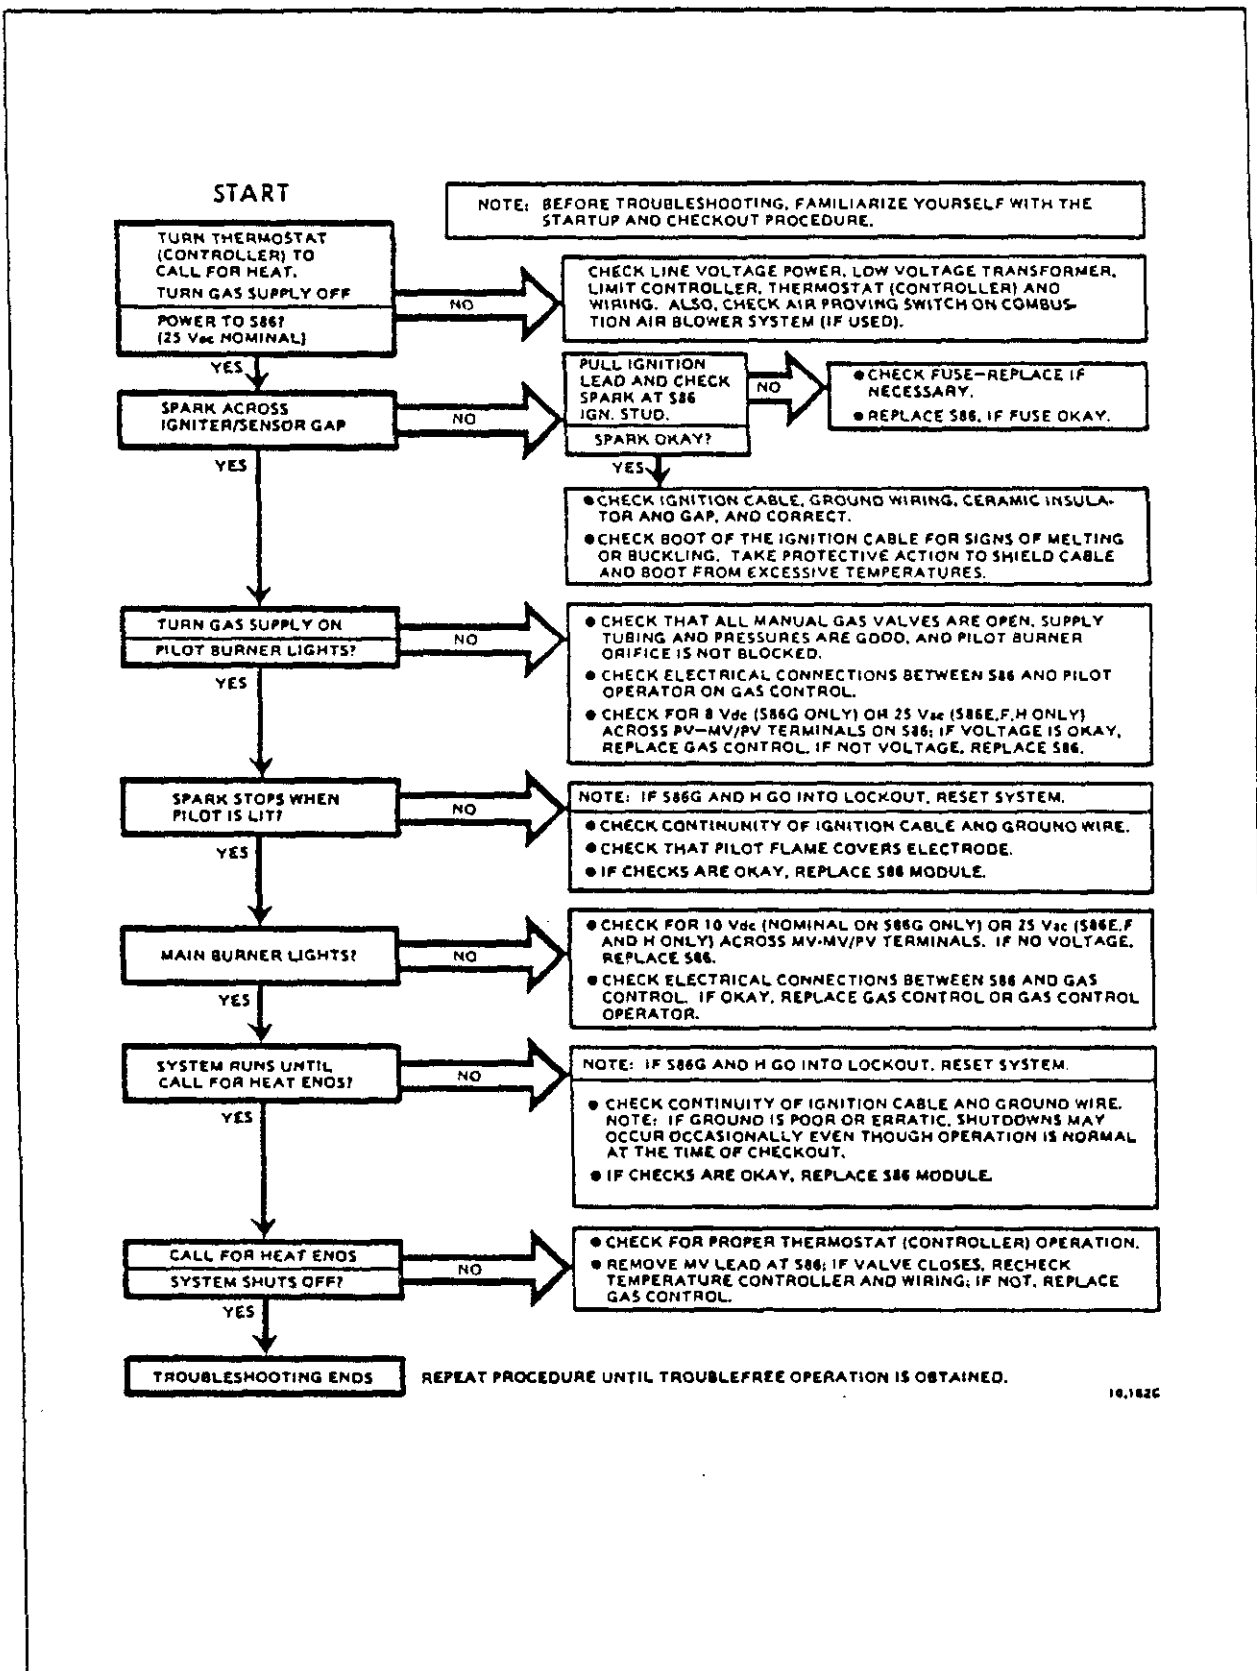 START
NOTE: BEFORE TROUBLESHOOTING, FAMILIARIZE YOURSELF WITH THE
STARTUP AND CHECKOUT PROCEDURE.
TURN THERMOSTAT
(CONTROLLER) TO
CALL FOR HEAT.
TURN GAS SUPPLY OFF
POWER TO S86?
(25 Vac NOMINAL)
NO
CHECK LINE VOLTAGE POWER, LOW VOLTAGE TRANSFORMER,
LIMIT CONTROLLER, THERMOSTAT (CONTROLLER) AND
WIRING. ALSO, CHECK AIR PROVING SWITCH ON COMBUS-
TION AIR BLOWER SYSTEM (IF USED).
YES
SPARK ACROSS
IGNITER/SENSOR GAP
NO
PULL IGNITION
LEAD AND CHECK
SPARK AT S86
IGN. STUD.
SPARK OKAY?
NO
● CHECK FUSE—REPLACE IF
NECESSARY.
● REPLACE S86, IF FUSE OKAY.
YES
YES
● CHECK IGNITION CABLE, GROUND WIRING, CERAMIC INSULA-
TOR AND GAP, AND CORRECT.
● CHECK BOOT OF THE IGNITION CABLE FOR SIGNS OF MELTING
OR BUCKLING. TAKE PROTECTIVE ACTION TO SHIELD CABLE
AND BOOT FROM EXCESSIVE TEMPERATURES.
TURN GAS SUPPLY ON
PILOT BURNER LIGHTS?
NO
● CHECK THAT ALL MANUAL GAS VALVES ARE OPEN, SUPPLY
TUBING AND PRESSURES ARE GOOD, AND PILOT BURNER
ORIFICE IS NOT BLOCKED.
● CHECK ELECTRICAL CONNECTIONS BETWEEN S86 AND PILOT
OPERATOR ON GAS CONTROL.
● CHECK FOR 8 Vdc (S86G ONLY) OR 25 Vac (S86E,F,H ONLY)
ACROSS PV–MV/PV TERMINALS ON S86; IF VOLTAGE IS OKAY,
REPLACE GAS CONTROL, IF NOT VOLTAGE, REPLACE S86.
YES
SPARK STOPS WHEN
PILOT IS LIT?
NO
NOTE: IF S86G AND H GO INTO LOCKOUT, RESET SYSTEM.
● CHECK CONTINUNITY OF IGNITION CABLE AND GROUND WIRE.
● CHECK THAT PILOT FLAME COVERS ELECTRODE.
● IF CHECKS ARE OKAY, REPLACE S86 MODULE.
YES
MAIN BURNER LIGHTS?
NO
● CHECK FOR 10 Vdc (NOMINAL ON S86G ONLY) OR 25 Vac (S86E,F
AND H ONLY) ACROSS MV-MV/PV TERMINALS. IF NO VOLTAGE,
REPLACE S86.
● CHECK ELECTRICAL CONNECTIONS BETWEEN S86 AND GAS
CONTROL. IF OKAY, REPLACE GAS CONTROL OR GAS CONTROL
OPERATOR.
YES
SYSTEM RUNS UNTIL
CALL FOR HEAT ENDS?
NO
NOTE: IF S86G AND H GO INTO LOCKOUT, RESET SYSTEM.
● CHECK CONTINUITY OF IGNITION CABLE AND GROUND WIRE.
NOTE: IF GROUND IS POOR OR ERRATIC, SHUTDOWNS MAY
OCCUR OCCASIONALLY EVEN THOUGH OPERATION IS NORMAL
AT THE TIME OF CHECKOUT.
● IF CHECKS ARE OKAY, REPLACE S86 MODULE.
YES
CALL FOR HEAT ENDS
SYSTEM SHUTS OFF?
NO
● CHECK FOR PROPER THERMOSTAT (CONTROLLER) OPERATION.
● REMOVE MV LEAD AT S86; IF VALVE CLOSES, RECHECK
TEMPERATURE CONTROLLER AND WIRING; IF NOT, REPLACE
GAS CONTROL.
YES
TROUBLESHOOTING ENDS
REPEAT PROCEDURE UNTIL TROUBLEFREE OPERATION IS OBTAINED.